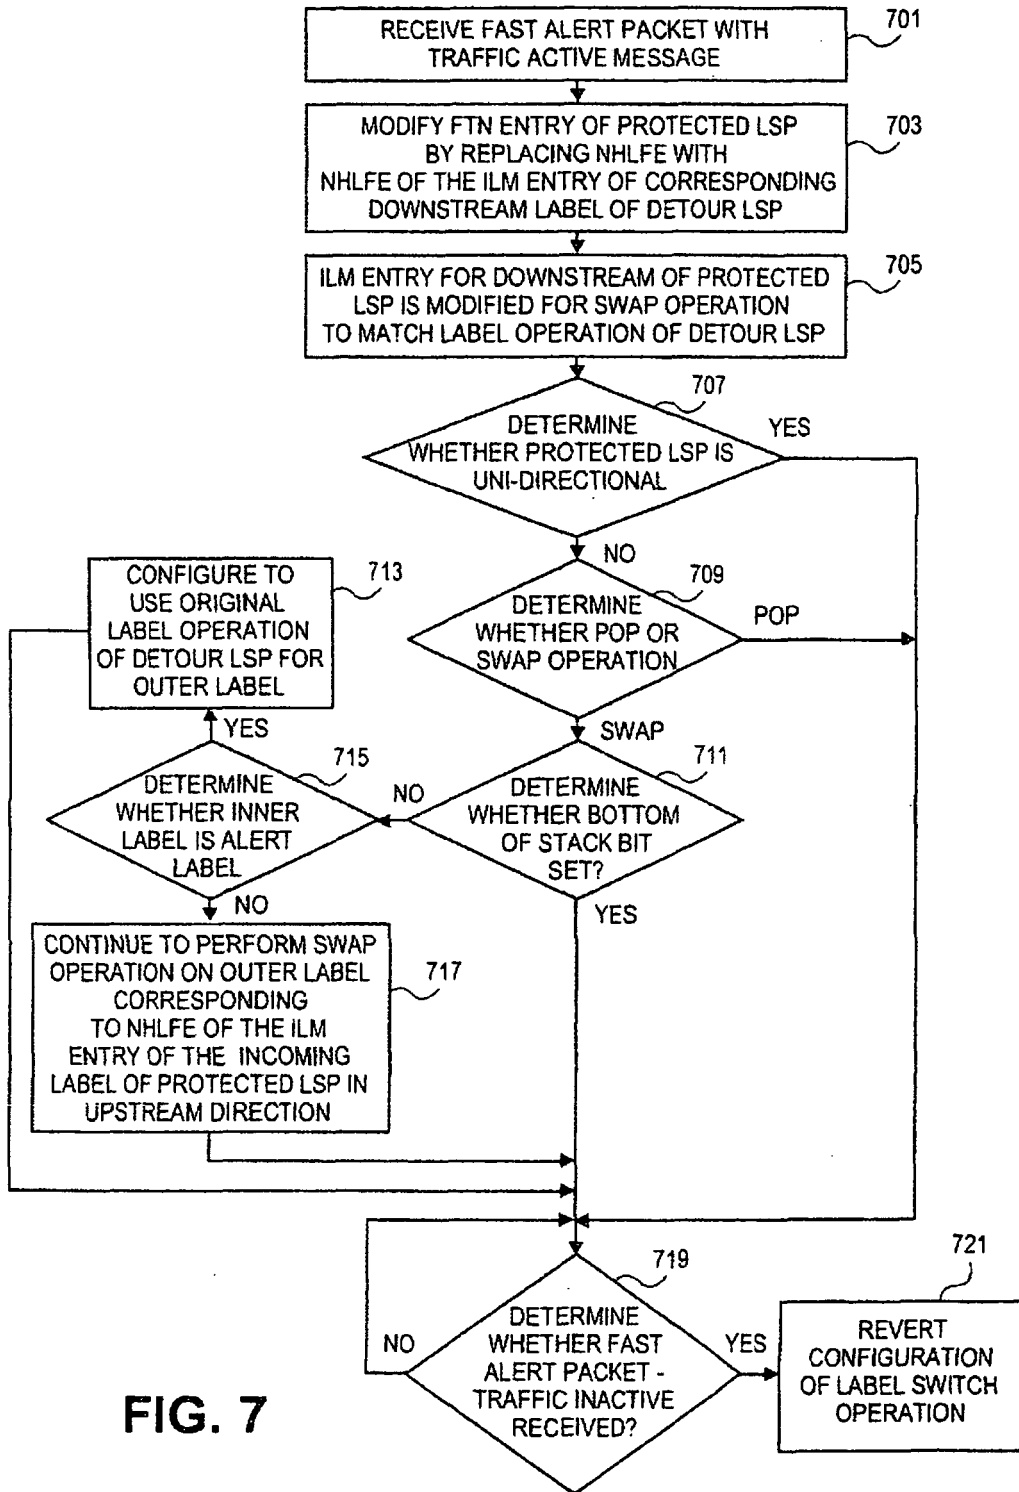 RECEIVE FAST ALERT PACKET WITH
TRAFFIC ACTIVE MESSAGE
701
MODIFY FTN ENTRY OF PROTECTED LSP
BY REPLACING NHLFE WITH
NHLFE OF THE ILM ENTRY OF CORRESPONDING
DOWNSTREAM LABEL OF DETOUR LSP
703
ILM ENTRY FOR DOWNSTREAM OF PROTECTED
LSP IS MODIFIED FOR SWAP OPERATION
TO MATCH LABEL OPERATION OF DETOUR LSP
705
707
DETERMINE
WHETHER PROTECTED LSP IS
UNI-DIRECTIONAL
YES
NO
709
DETERMINE
WHETHER POP OR
SWAP OPERATION
POP
SWAP
711
DETERMINE
WHETHER BOTTOM
OF STACK BIT
SET?
NO
YES
CONFIGURE TO
USE ORIGINAL
LABEL OPERATION
OF DETOUR LSP FOR
OUTER LABEL
713
YES
715
DETERMINE
WHETHER INNER
LABEL IS ALERT
LABEL
NO
CONTINUE TO PERFORM SWAP
OPERATION ON OUTER LABEL
CORRESPONDING
TO NHLFE OF THE ILM
ENTRY OF THE INCOMING
LABEL OF PROTECTED LSP IN
UPSTREAM DIRECTION
717
719
DETERMINE
WHETHER FAST
ALERT PACKET -
TRAFFIC INACTIVE
RECEIVED?
NO
YES
721
REVERT
CONFIGURATION
OF LABEL SWITCH
OPERATION
FIG. 7